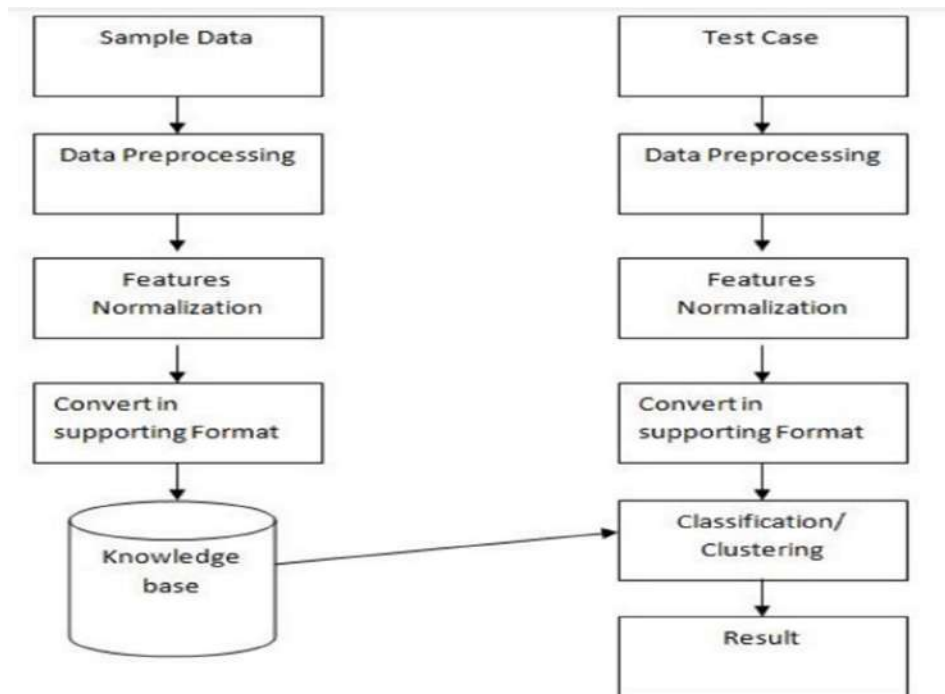 Sample Data
Data Preprocessing
Features
Normalization
Convert in
supporting Format
Knowledge
base
Test Case
Data Preprocessing
Features
Normalization
Convert in
supporting Format
Classification/
Clustering
Result